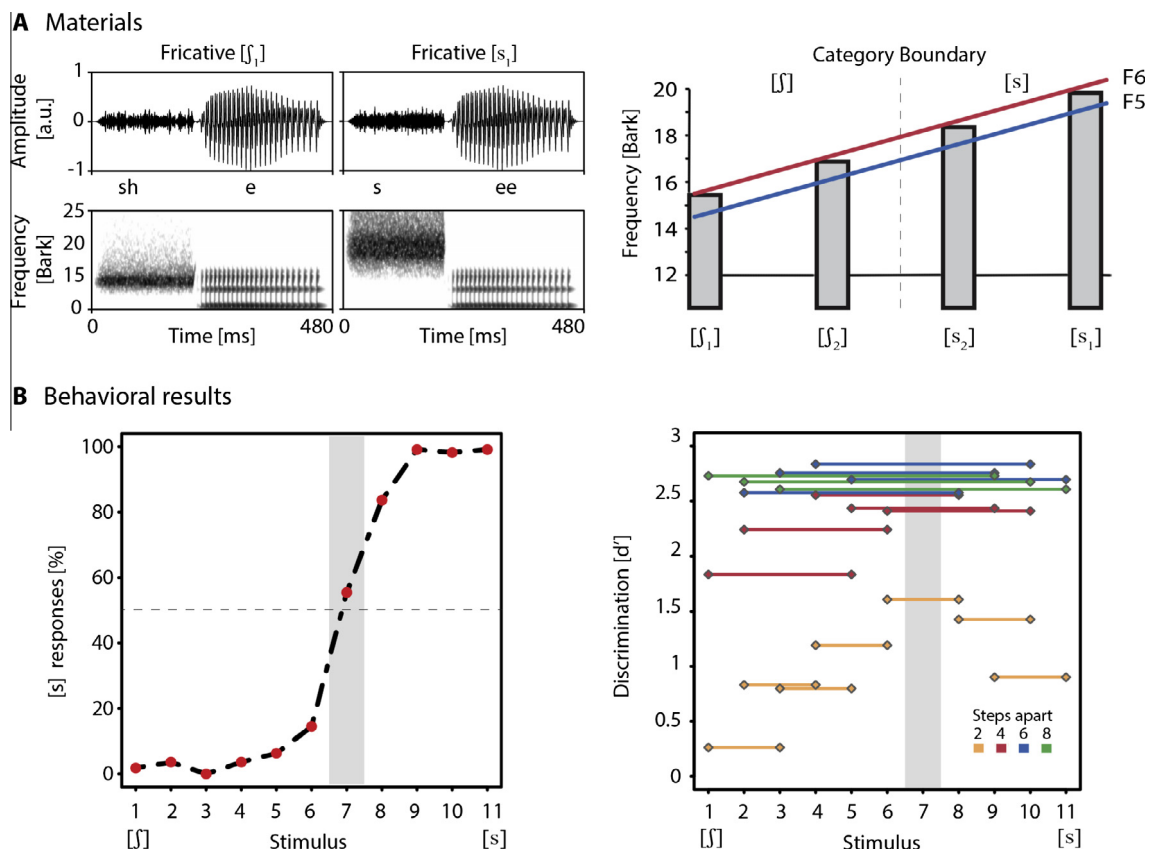 A Materials
Fricative [ʃ1]
Fricative [s1]
Amplitude
[a.u.]
1
0
-1
sh e
s ee
Frequency
[Bark]
25
20
15
0
0 480
0 480
Time [ms]
Time [ms]
Category Boundary
[ʃ] [s]
F6
F5
Frequency [Bark]
20
18
16
14
12
[ʃ1] [ʃ2] [s2] [s1]
B Behavioral results
[s] responses [%]
100
80
60
40
20
0
1 2 3 4 5 6 7 8 9 10 11
[ʃ] Stimulus [s]
Discrimination [d′]
3
2.5
2
1.5
1
0.5
0
Steps apart
2 4 6 8
1 2 3 4 5 6 7 8 9 10 11
[ʃ] Stimulus [s]